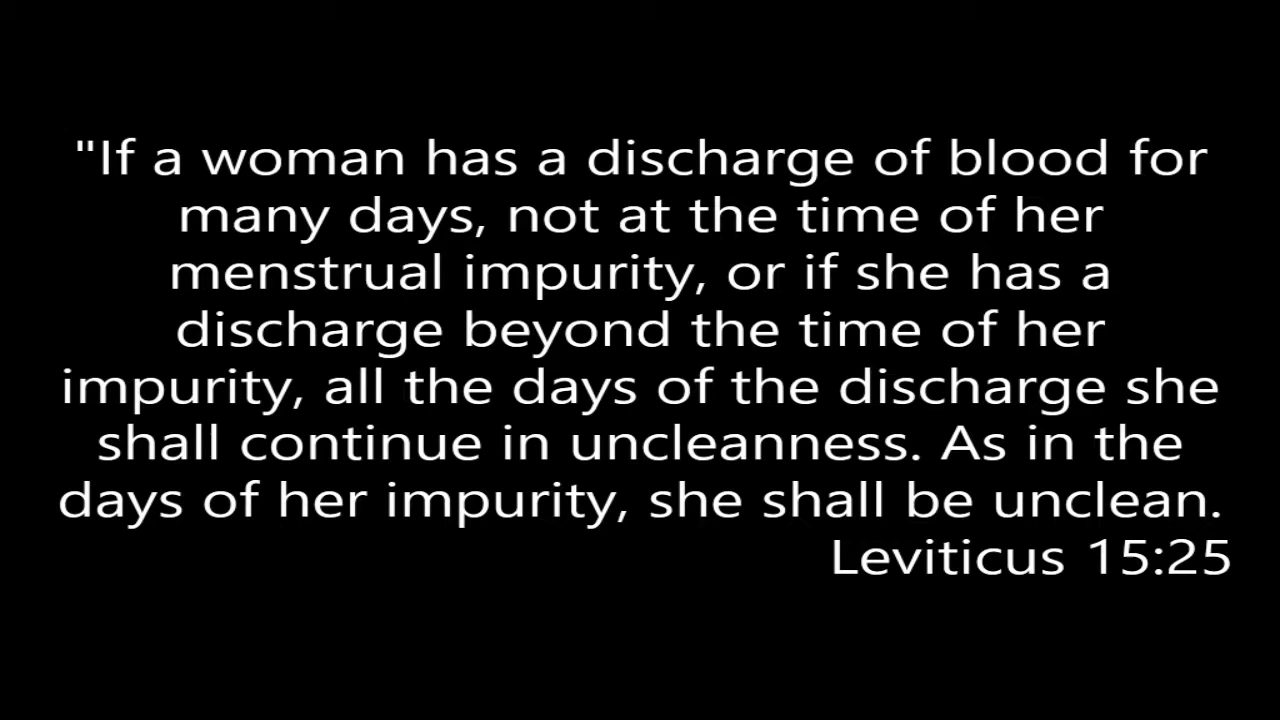 "If a woman has a discharge of blood for
many days, not at the time of her
menstrual impurity, or if she has a
discharge beyond the time of her
impurity, all the days of the discharge she
shall continue in uncleanness. As in the
days of her impurity, she shall be unclean.
Leviticus 15:25